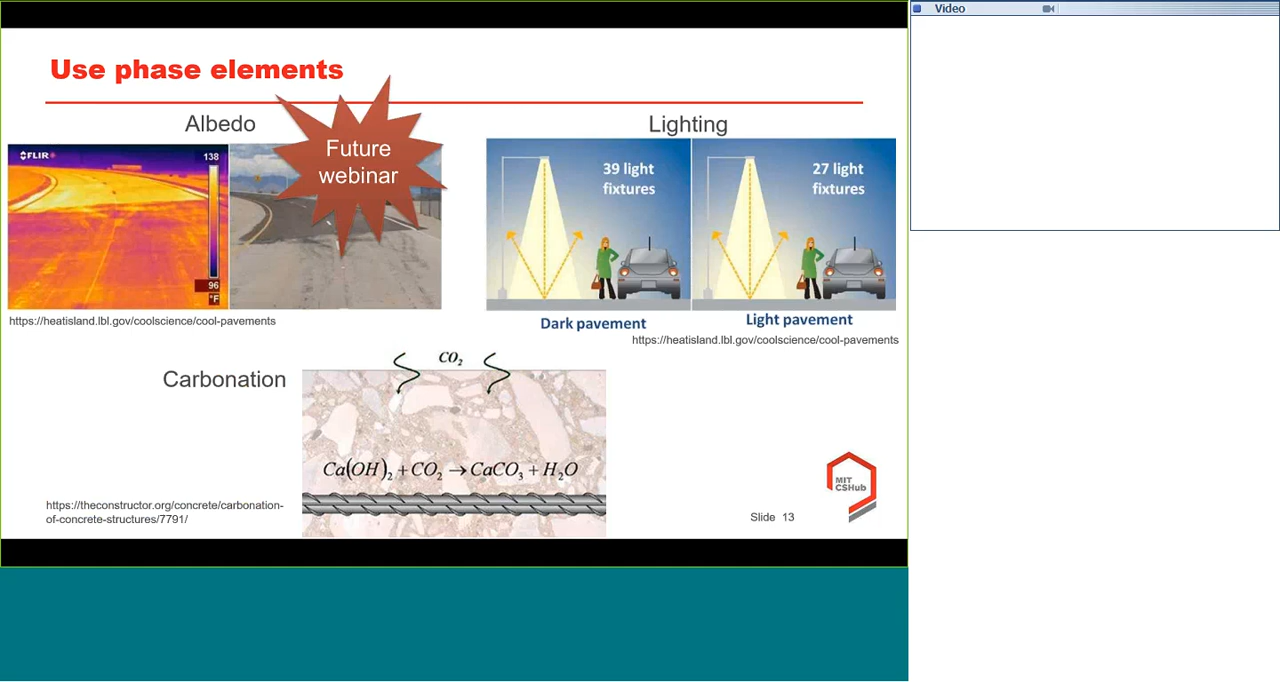 Video
Use phase elements
Albedo
Future
webinar
Lighting
FLIR
138
96
°F
39 light
fixtures
27 light
fixtures
https://heatisland.lbl.gov/coolscience/cool-pavements
Dark pavement
Light pavement
https://heatisland.lbl.gov/coolscience/cool-pavements
CO₂
Carbonation
Ca(OH)₂ + CO₂ → CaCO₃ + H₂O
https://theconstructor.org/concrete/carbonation-
of-concrete-structures/7791/
MIT
CSHub
Slide 13